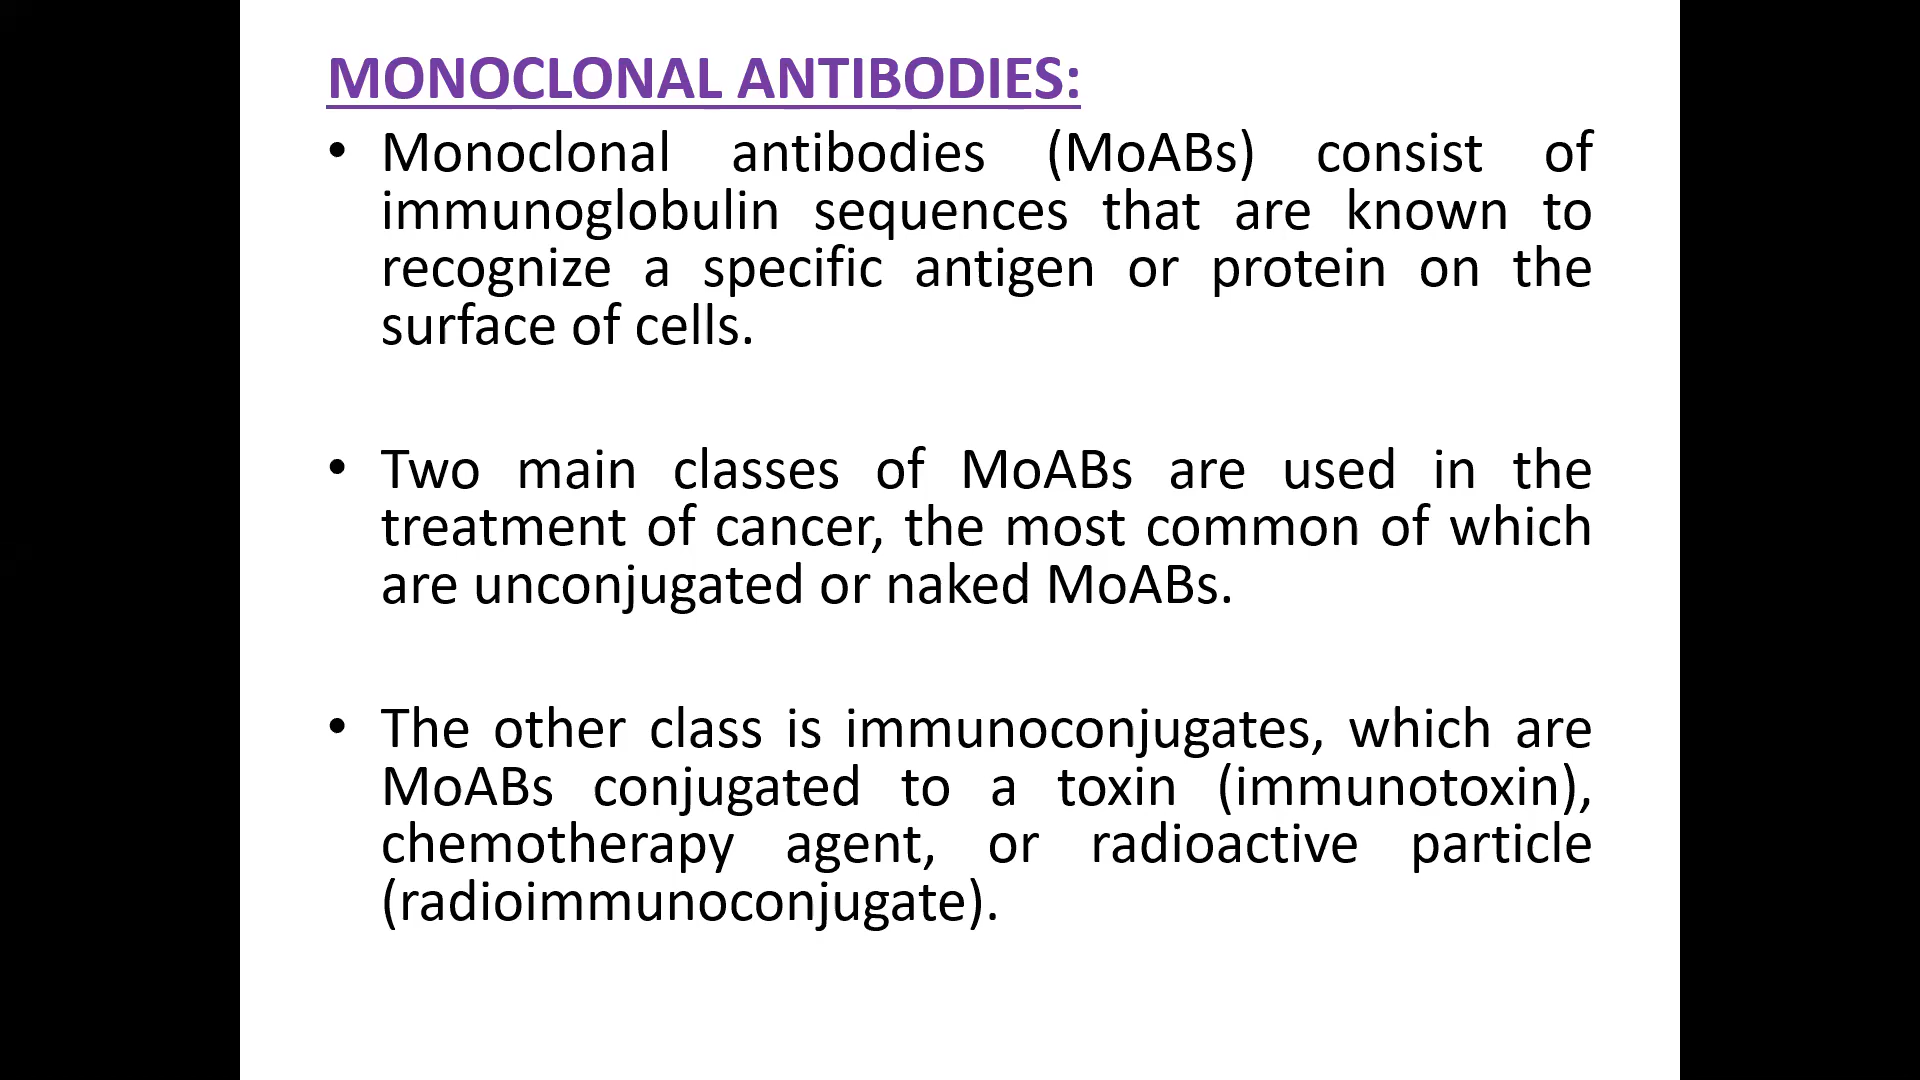 MONOCLONAL ANTIBODIES:
• Monoclonal antibodies (MoABs) consist of
immunoglobulin sequences that are known to
recognize a specific antigen or protein on the
surface of cells.
• Two main classes of MoABs are used in the
treatment of cancer, the most common of which
are unconjugated or naked MoABs.
• The other class is immunoconjugates, which are
MoABs conjugated to a toxin (immunotoxin),
chemotherapy agent, or radioactive particle
(radioimmunoconjugate).